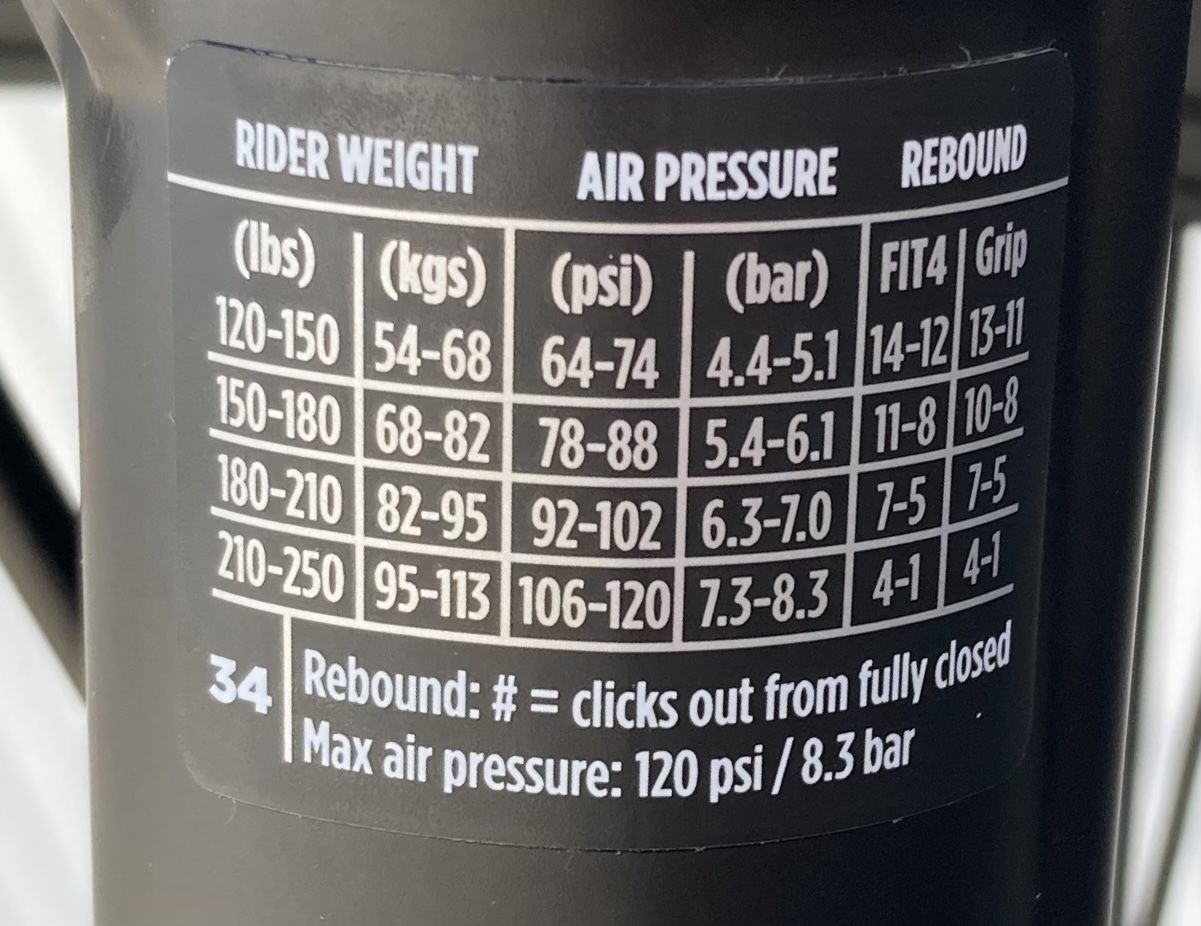 RIDER WEIGHT AIR PRESSURE REBOUND
(lbs) (kgs) (psi) (bar) FIT4 Grip
120-150 54-68 64-74 4.4-5.1 14-12 13-11
150-180 68-82 78-88 5.4-6.1 11-8 10-8
180-210 82-95 92-102 6.3-7.0 7-5 7-5
210-250 95-113 106-120 7.3-8.3 4-1 4-1
34 Rebound: # = clicks out from fully closed
Max air pressure: 120 psi / 8.3 bar